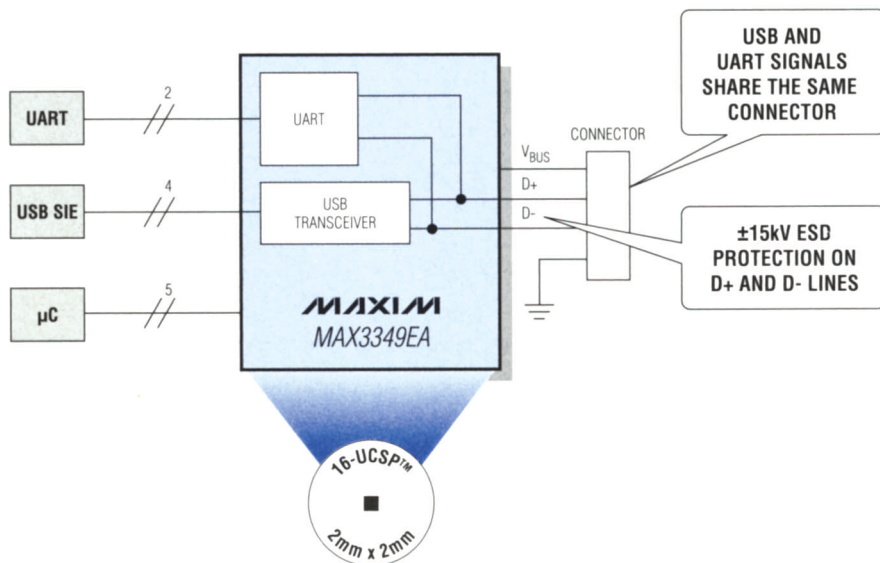 USB AND
UART SIGNALS
SHARE THE SAME
CONNECTOR
2
UART
UART
CONNECTOR
VBUS
D+
4
USB SIE
USB
TRANSCEIVER
D-
±15kV ESD
PROTECTION ON
D+ AND D- LINES
5
µC
MAXIM
MAX3349EA
16-UCSP™
2mm x 2mm